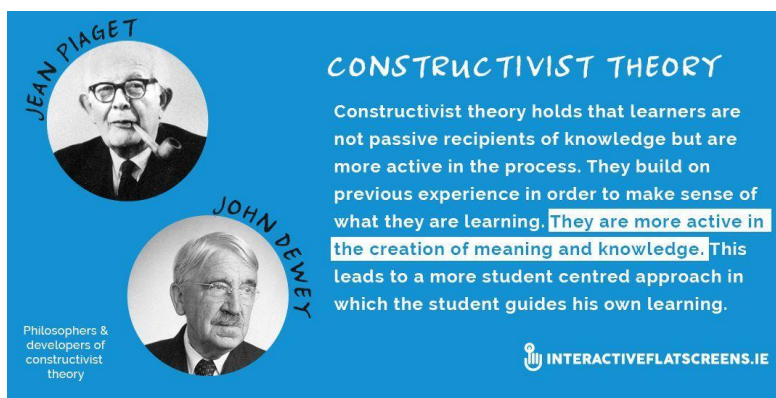 JEAN PIAGET
JOHN DEWEY
Philosophers &
developers of
constructivist
theory
CONSTRUCTIVIST THEORY
Constructivist theory holds that learners are
not passive recipients of knowledge but are
more active in the process. They build on
previous experience in order to make sense of
what they are learning. They are more active in
the creation of meaning and knowledge. This
leads to a more student centred approach in
which the student guides his own learning.
INTERACTIVEFLATSCREENS.IE